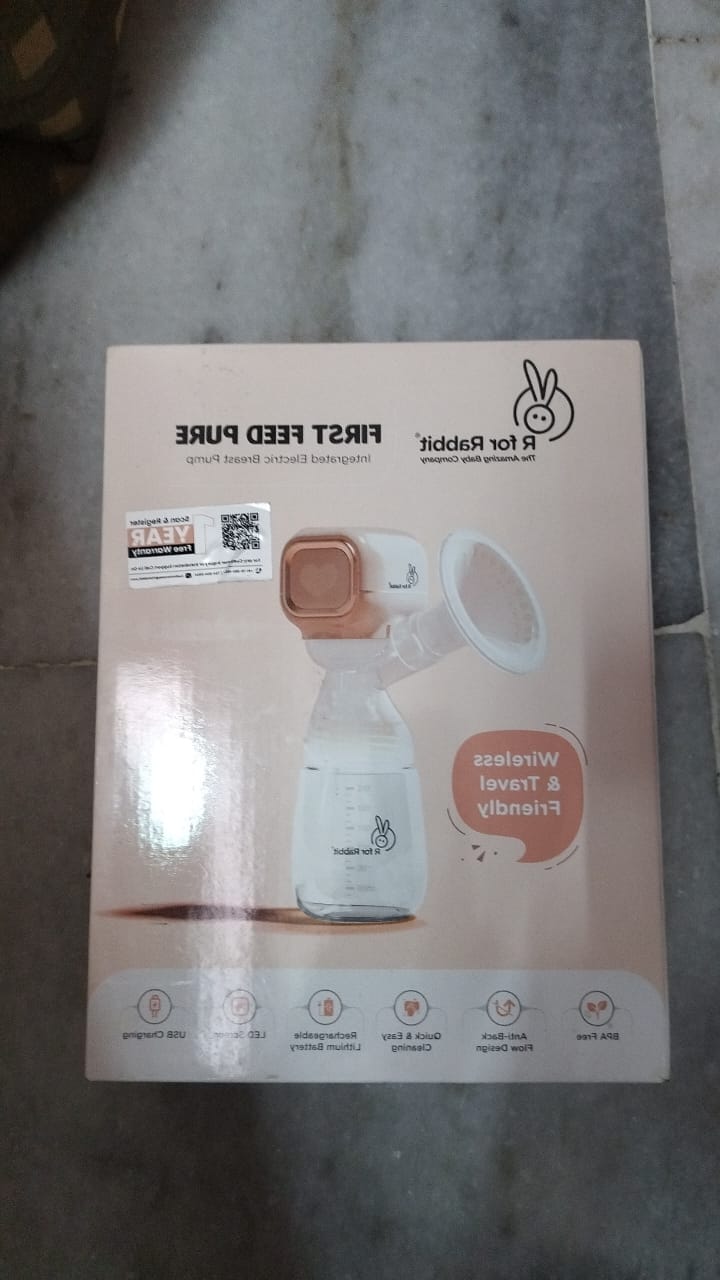 R for Rabbit®
The Amazing Baby Company
FIRST FEED PURE
Integrated Electric Breast Pump
Scan & Register
1 YEAR
Free Warranty
R for Rabbit
Wireless
& Travel
Friendly
R for Rabbit
BPA Free
Anti-Back
Flow Design
Quick & Easy
Cleaning
Rechargeable
Lithium Battery
LED
USB Charging